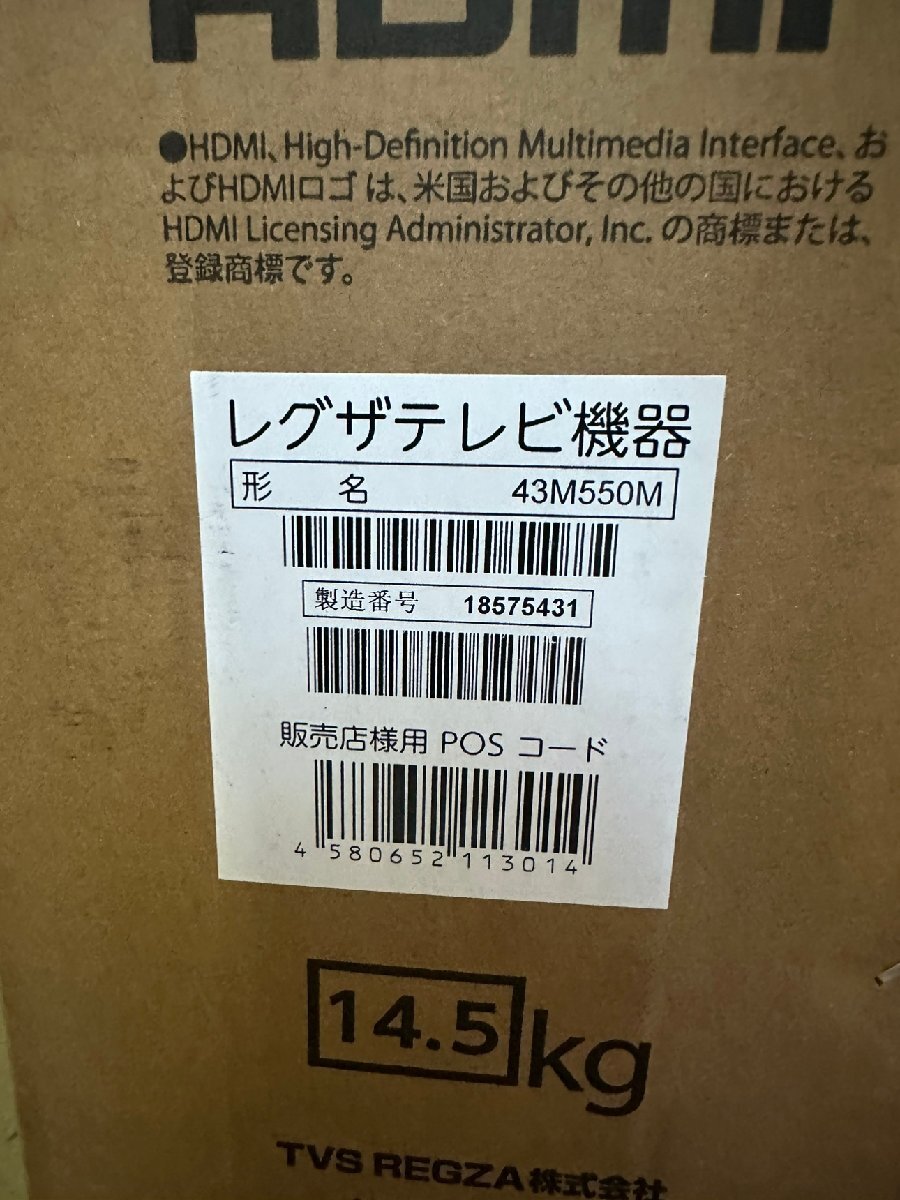 HDMI
●HDMI、High-Definition Multimedia Interface、お
よびHDMIロゴ は、米国およびその他の国における
HDMI Licensing Administrator, Inc. の商標または、
登録商標です。
レグザテレビ機器
形 名 43M550M
製造番号 18575431
販売店様用 POS コード
4 580652 113014
14.5kg
TVS REGZA株式会社